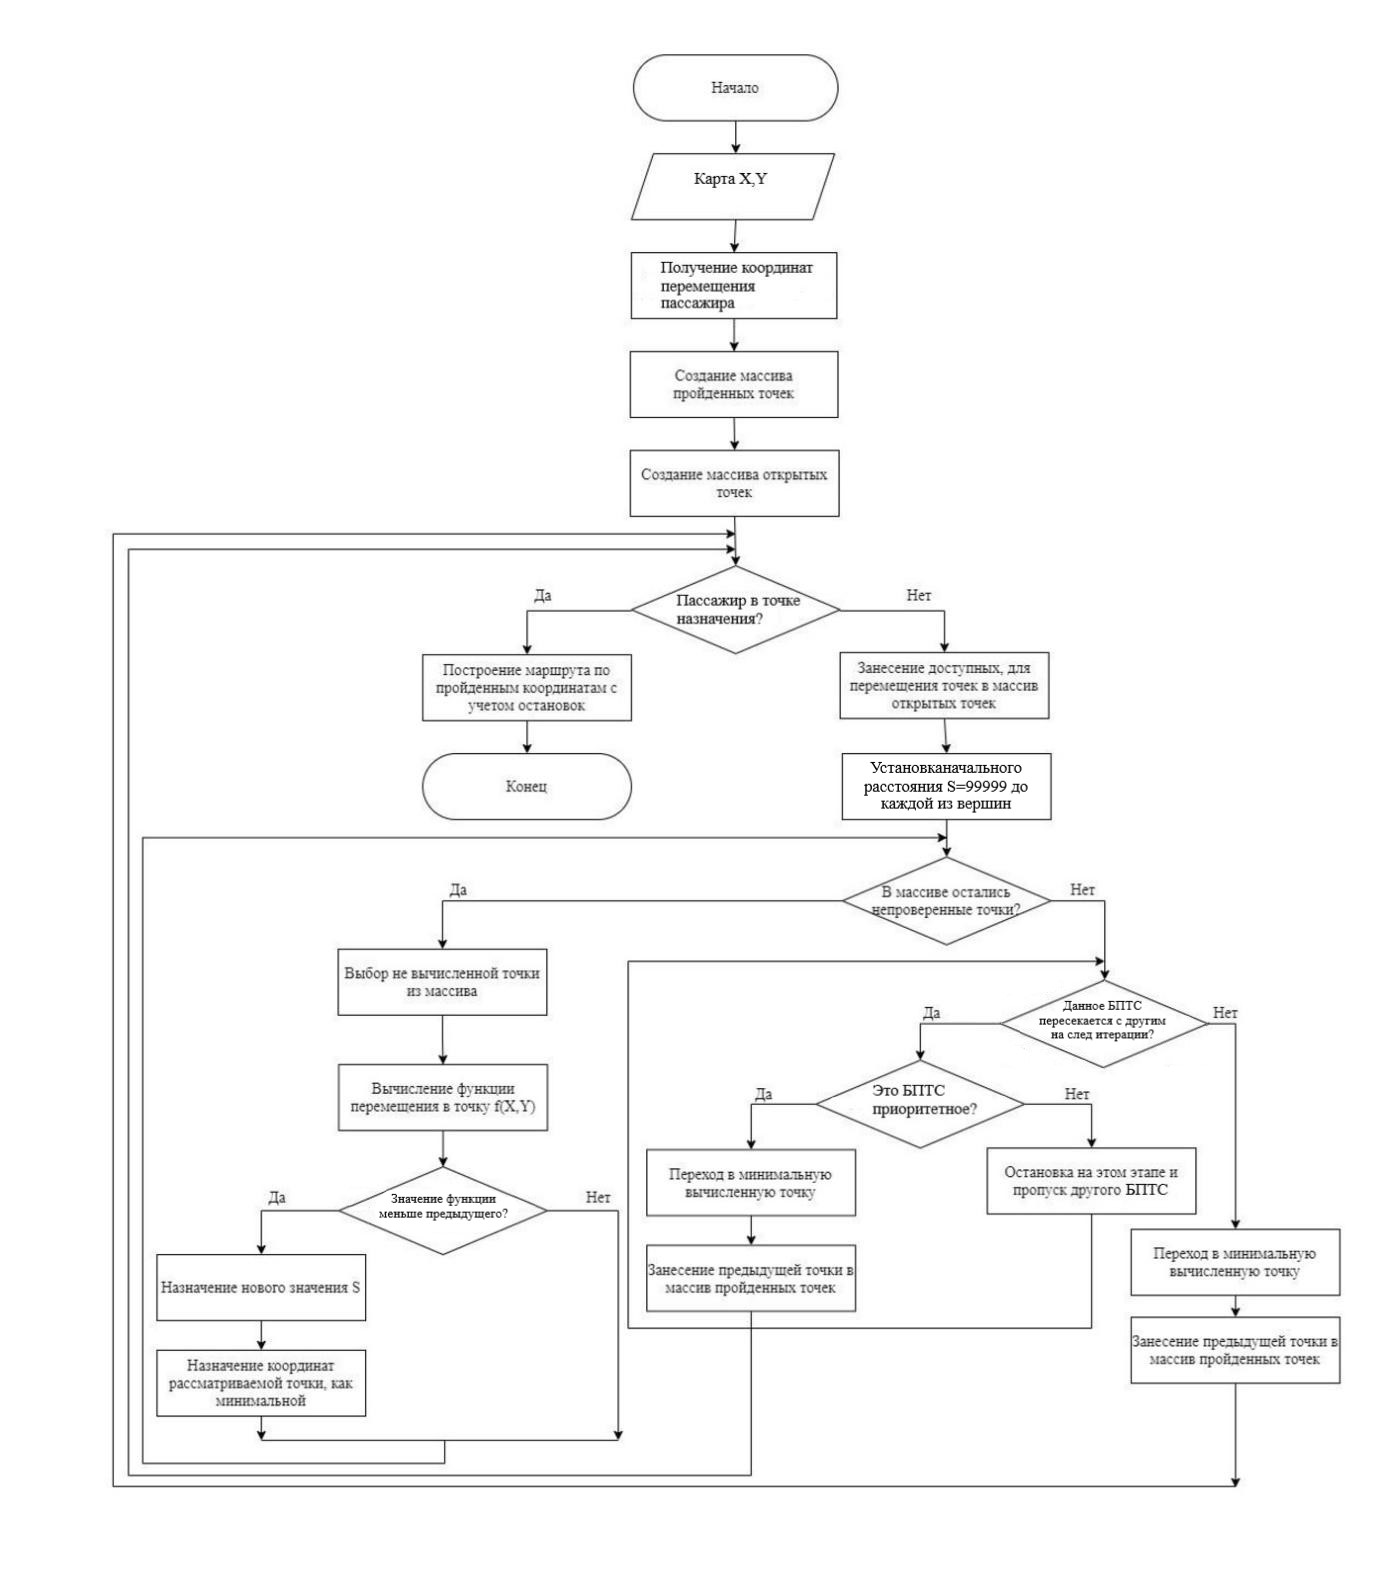 Начало
Карта X,Y
Получение координат
перемещения
пассажира
Создание массива
пройденных точек
Создание массива открытых
точек
Да
Нет
Пассажир в точке
назначения?
Построение маршрута по
пройденным координатам с
учетом остановок
Занесение доступных, для
перемещения точек в массив
открытых точек
Конец
Установканачального
расстояния S=99999 до
каждой из вершин
Да
Нет
В массиве остались
непроверенные точки?
Выбор не вычисленной точки
из массива
Да
Нет
Данное БПТС
пересекается с другим
на след итерации?
Вычисление функции
перемещения в точку f(X,Y)
Да
Нет
Это БПТС
приоритетное?
Переход в минимальную
вычисленную точку
Остановка на этом этапе и
пропуск другого БПТС
Да
Нет
Значение функции
меньше предыдущего?
Назначение нового значения S
Занесение предыдущей точки в
массив пройденных точек
Переход в минимальную
вычисленную точку
Назначение координат
рассматриваемой точки, как
минимальной
Занесение предыдущей точки в
массив пройденных точек